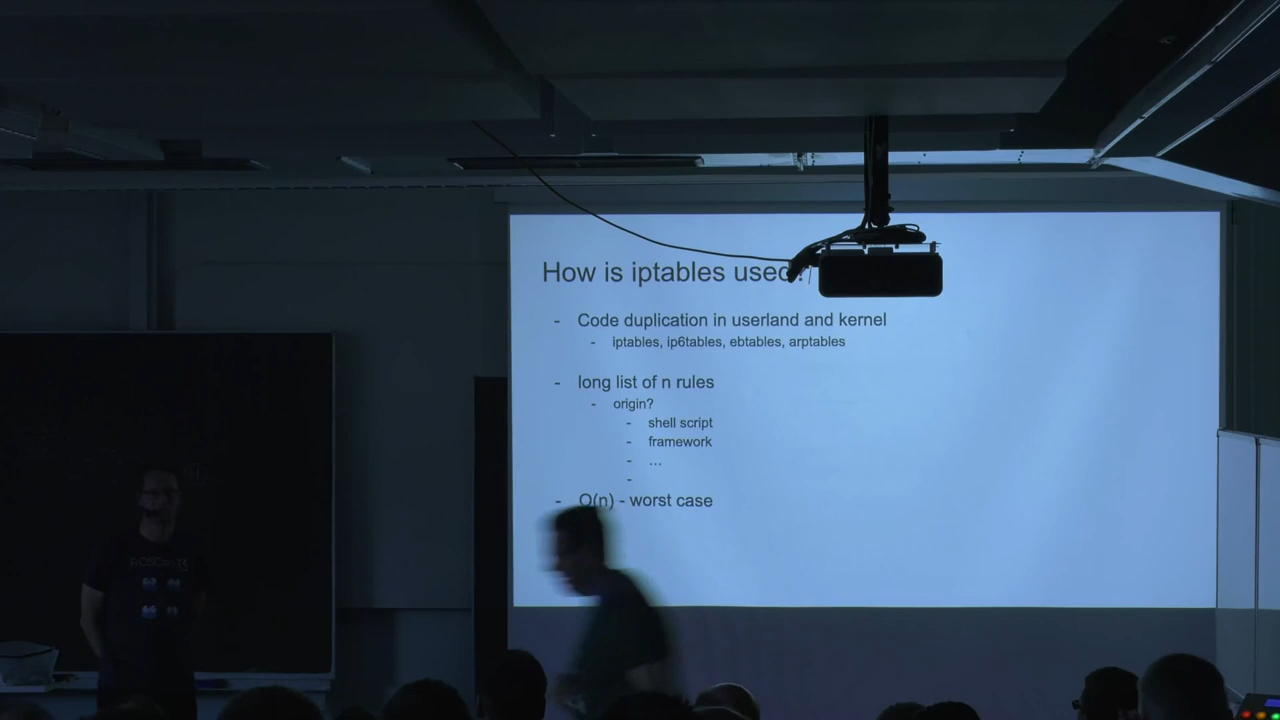 How is iptables used?
- Code duplication in userland and kernel
- iptables, ip6tables, ebtables, arptables
- long list of n rules
- origin?
- shell script
- framework
- ...
-
- O(n) - worst case